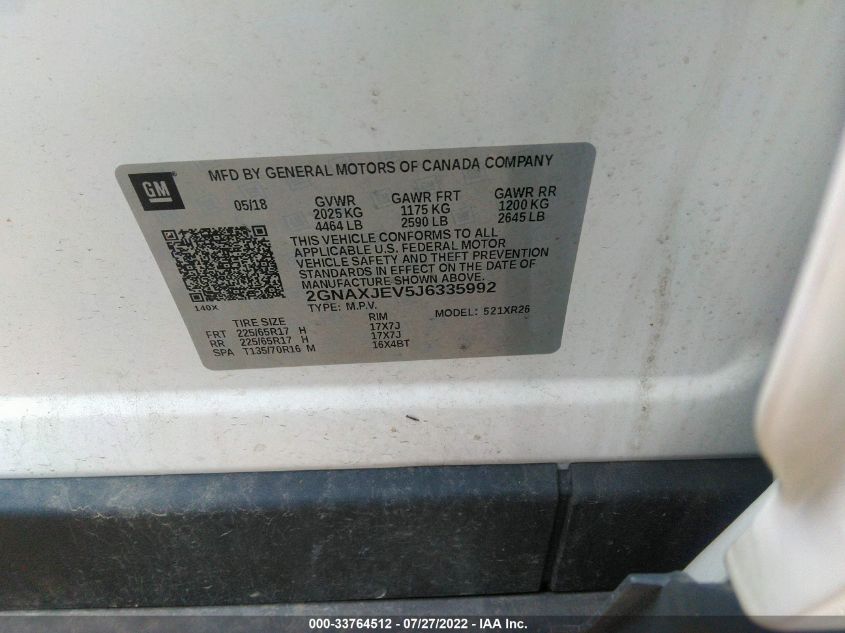 GM
MFD BY GENERAL MOTORS OF CANADA COMPANY
05/18 GVWR GAWR FRT GAWR RR
2025 KG 1175 KG 1200 KG
4464 LB 2590 LB 2645 LB
THIS VEHICLE CONFORMS TO ALL
APPLICABLE U.S. FEDERAL MOTOR
VEHICLE SAFETY AND THEFT PREVENTION
STANDARDS IN EFFECT ON THE DATE OF
MANUFACTURE SHOWN ABOVE.
2GNAXJEV5J6335992
140X
TYPE: M.P.V. MODEL: 521XR26
TIRE SIZE RIM
FRT 225/65R17 H 17X7J
RR 225/65R17 H 17X7J
SPA T135/70R16 M 16X4BT
000-33764512 - 07/27/2022 - IAA Inc.